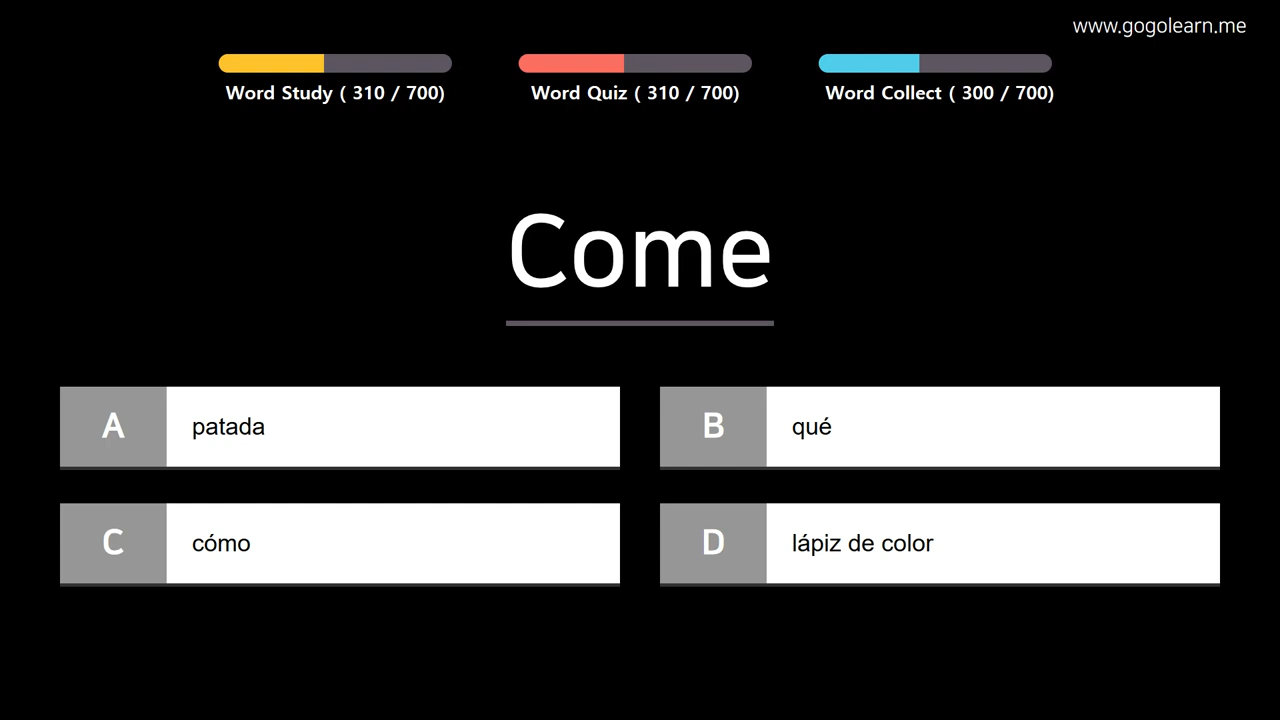 www.gogolearn.me
Word Study ( 310 / 700)
Word Quiz ( 310 / 700)
Word Collect ( 300 / 700)
Come
A patada
B qué
C cómo
D lápiz de color